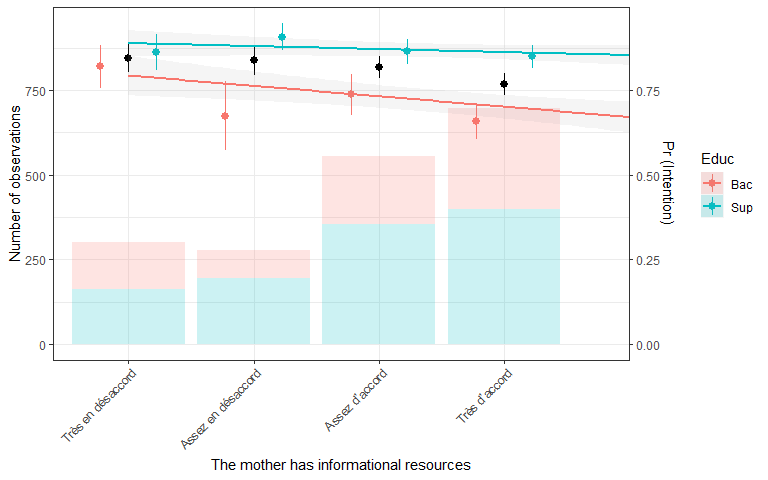 Number of observations
750
500
250
0
0.75
0.50
0.25
0.00
Pr (Intention)
Très en désaccord
Assez en désaccord
Assez d'accord
Très d'accord
The mother has informational resources
Educ
Bac
Sup